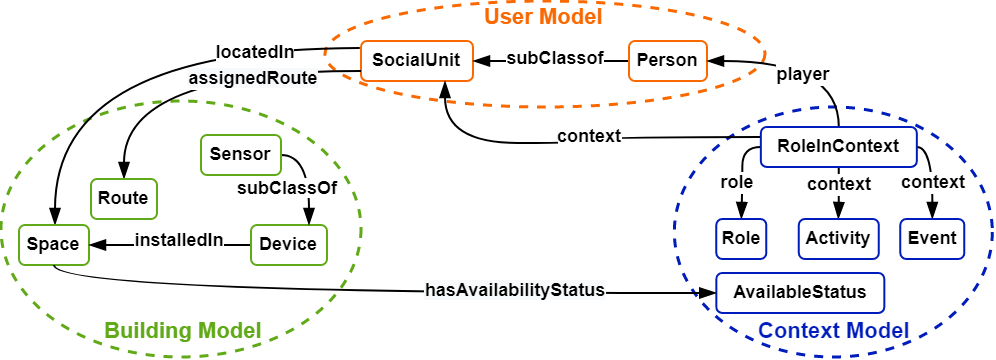 User Model
locatedIn
SocialUnit
subClassof
Person
assignedRoute
player
context
RoleInContext
Sensor
subClassOf
role
context
context
Route
Space
installedIn
Device
Role
Activity
Event
hasAvailabilityStatus
AvailableStatus
Building Model
Context Model